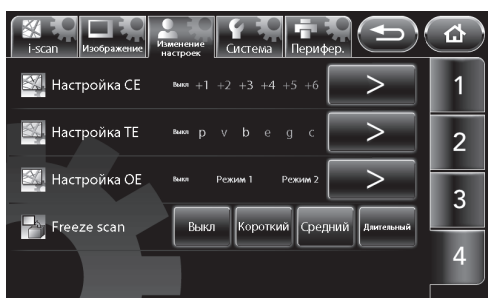 i-scan Изображение Изменение настроек Система Перифер.
Настройка CE Выкл +1 +2 +3 +4 +5 +6 > 1
Настройка TE Выкл p v b e g c > 2
Настройка OE Выкл Режим 1 Режим 2 > 3
Freeze scan Выкл Короткий Средний Длительный 4